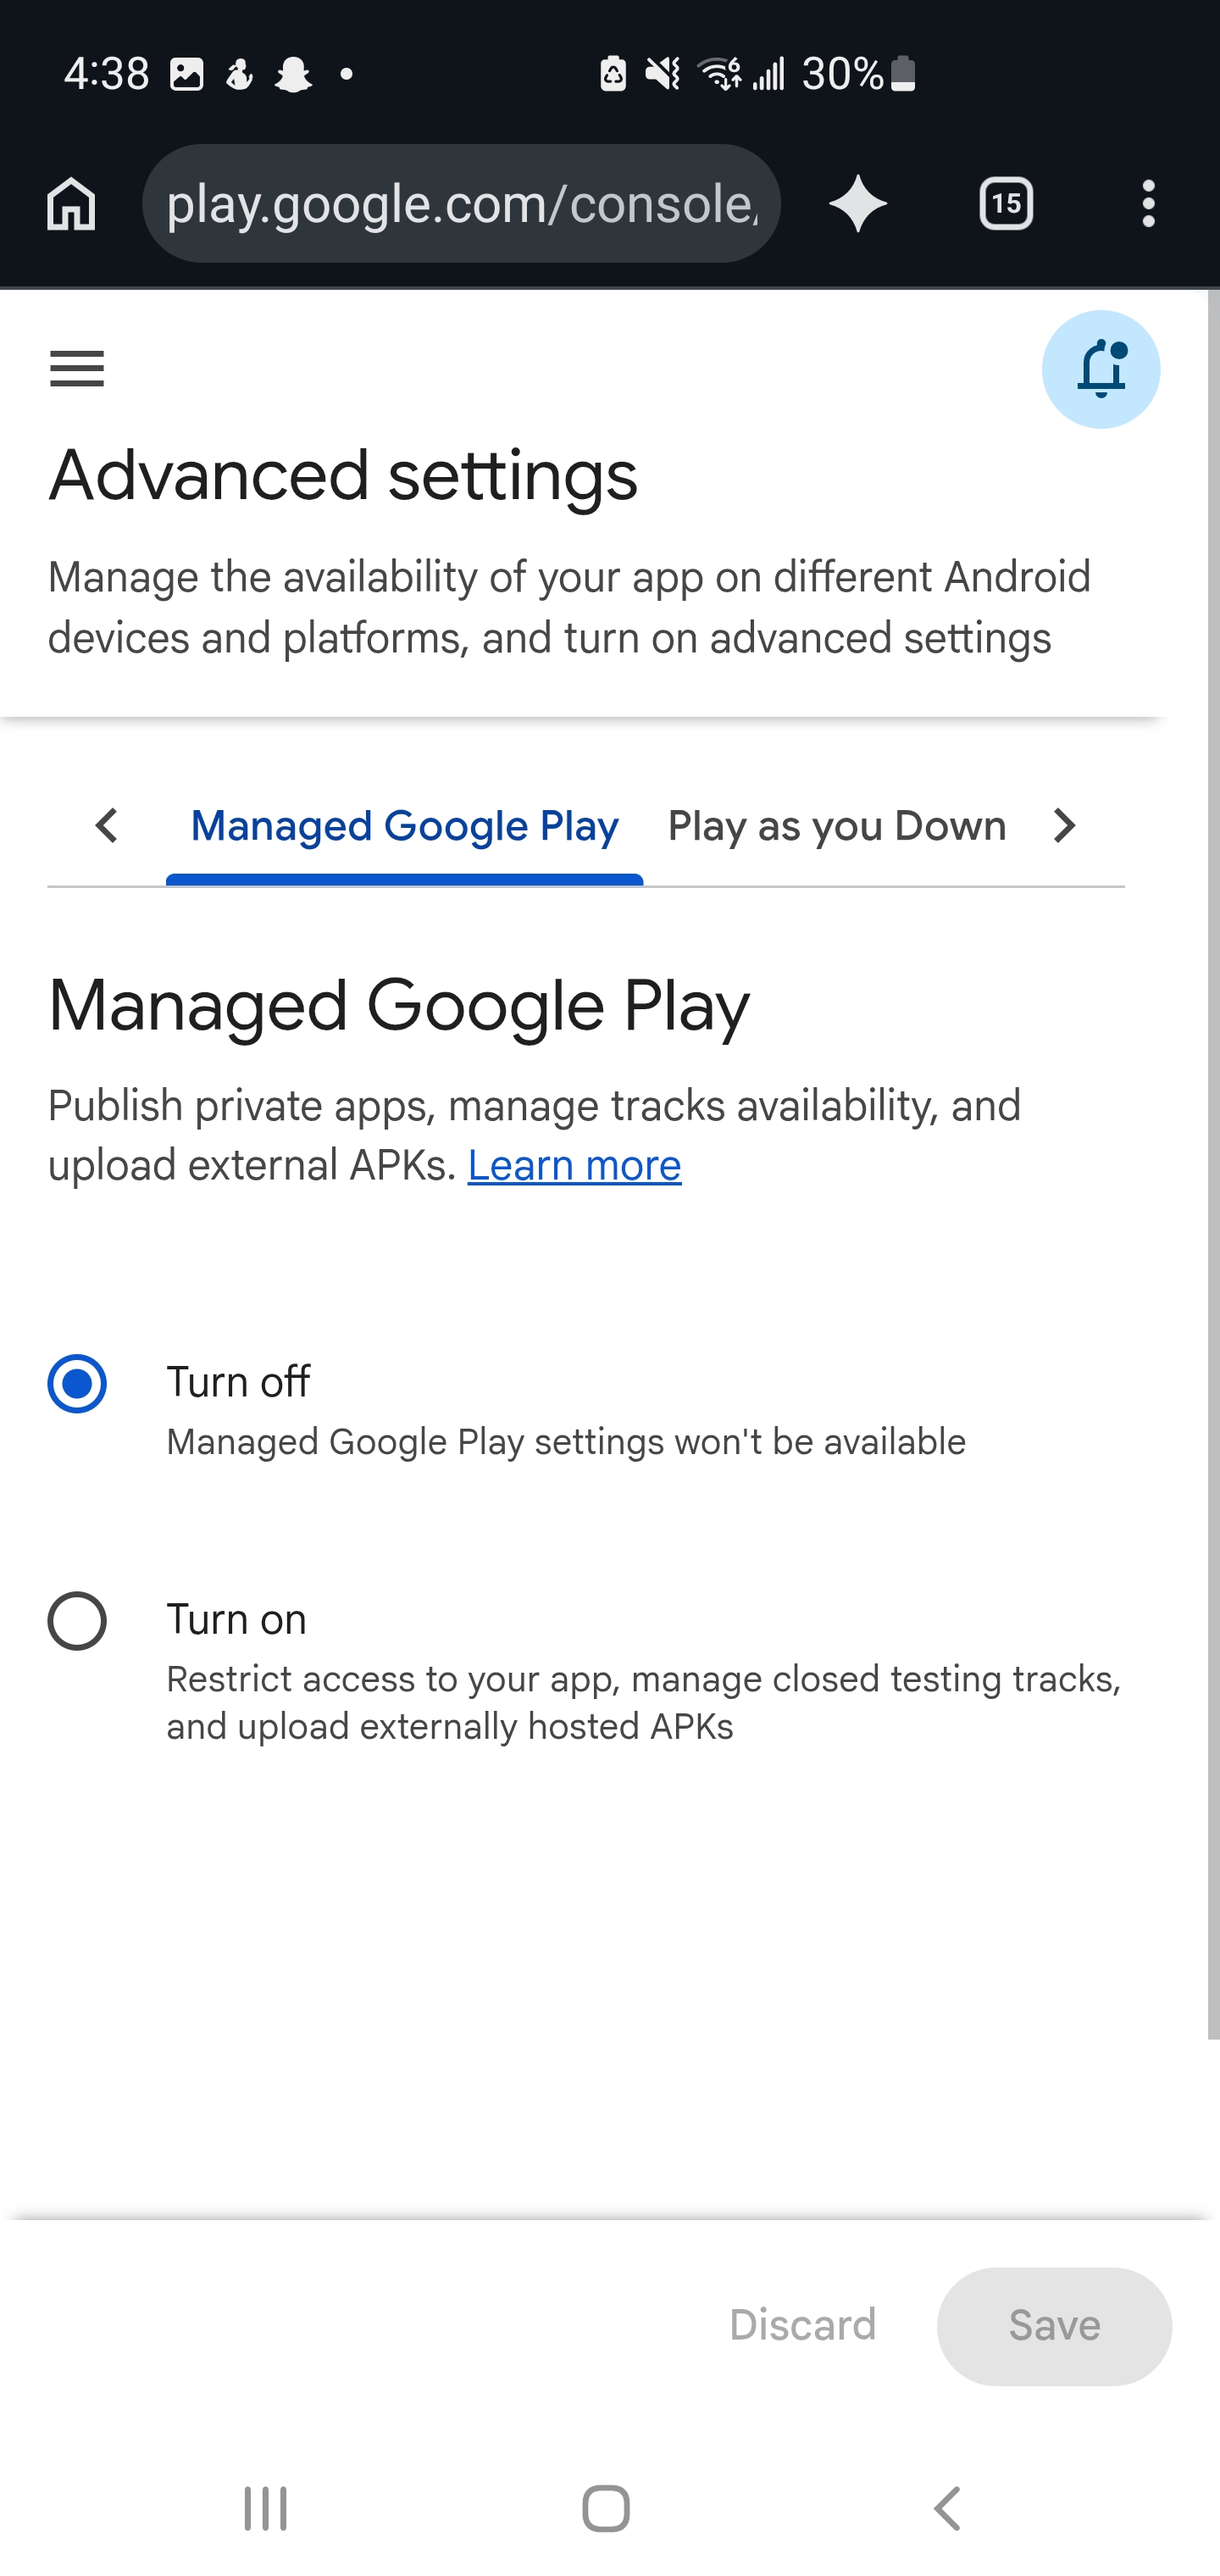 4:38
6
30%
play.google.com/console/
15
Advanced settings
Manage the availability of your app on different Android
devices and platforms, and turn on advanced settings
Managed Google Play
Play as you Down
Managed Google Play
Publish private apps, manage tracks availability, and
upload external APKs. Learn more
Turn off
Managed Google Play settings won't be available
Turn on
Restrict access to your app, manage closed testing tracks,
and upload externally hosted APKs
Discard
Save